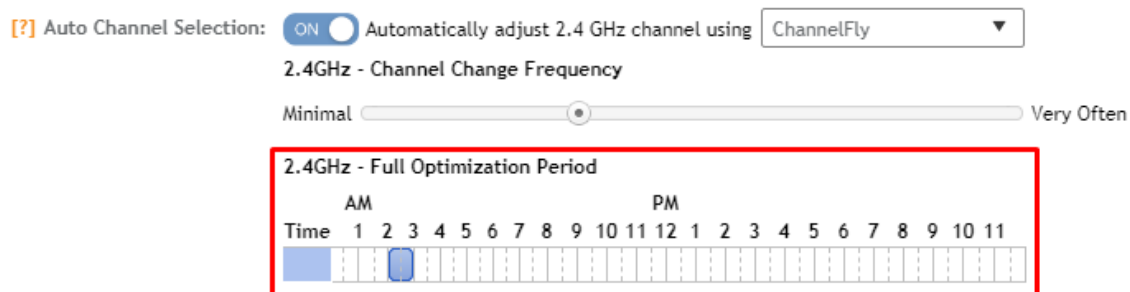 [?] Auto Channel Selection: ON Automatically adjust 2.4 GHz channel using ChannelFly
2.4GHz - Channel Change Frequency
Minimal Very Often
2.4GHz - Full Optimization Period
AM PM
Time 1 2 3 4 5 6 7 8 9 10 11 12 1 2 3 4 5 6 7 8 9 10 11